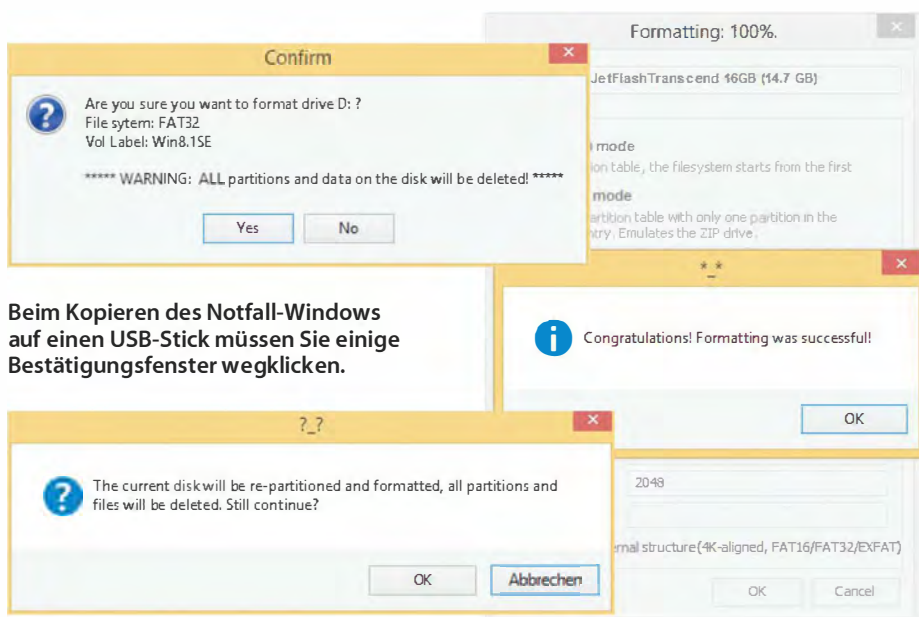 Formatting: 100%.
JetFlashTranscend 16GB (14.7 GB)
mode
ion table, the filesystem starts from the first
mode
artition table with only one partition in the
ntry. Emulates the ZIP drive.
Confirm
Are you sure you want to format drive D: ?
File sytem: FAT32
Vol Label: Win8.1SE
***** WARNING: ALL partitions and data on the disk will be deleted! *****
Yes
No
*_*
Congratulations! Formatting was successful!
OK
Beim Kopieren des Notfall-Windows
auf einen USB-Stick müssen Sie einige
Bestätigungsfenster wegklicken.
?_?
The current disk will be re-partitioned and formatted, all partitions and
files will be deleted. Still continue?
OK
Abbrechen
2048
rnal structure(4K-aligned, FAT16/FAT32/EXFAT)
OK
Cancel